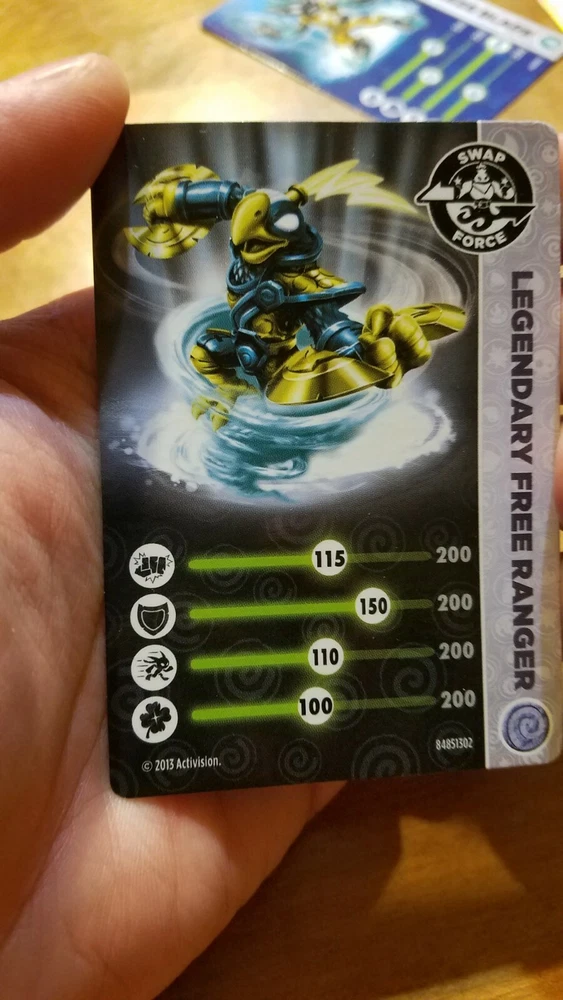 SWAP
FORCE
LEGENDARY FREE RANGER
115 200
150 200
110 200
100 200
84851302
© 2013 Activision.